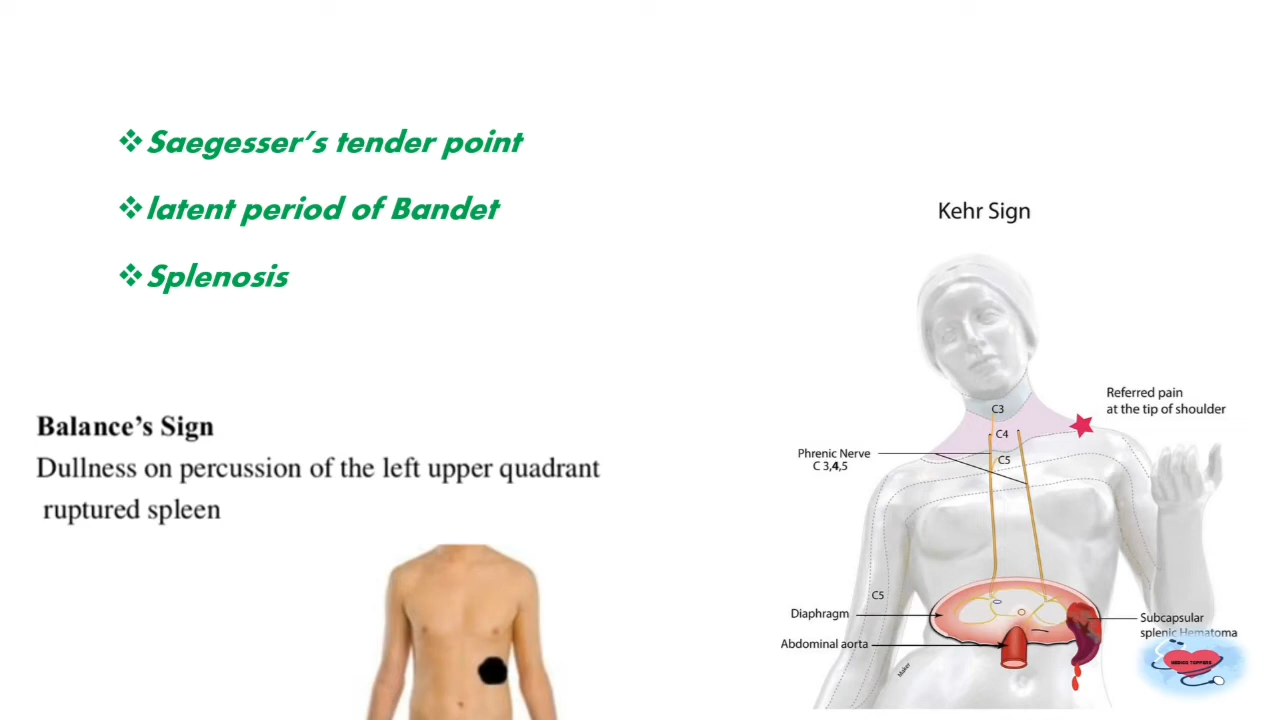 ❖Saegesser's tender point
❖latent period of Bandet
❖Splenosis
Balance's Sign
Dullness on percussion of the left upper quadrant
ruptured spleen
Kehr Sign
C3
C4
C5
Referred pain
at the tip of shoulder
Phrenic Nerve
C 3,4,5
C5
Diaphragm
Abdominal aorta
Subcapsular
splenic Hematoma
Maker